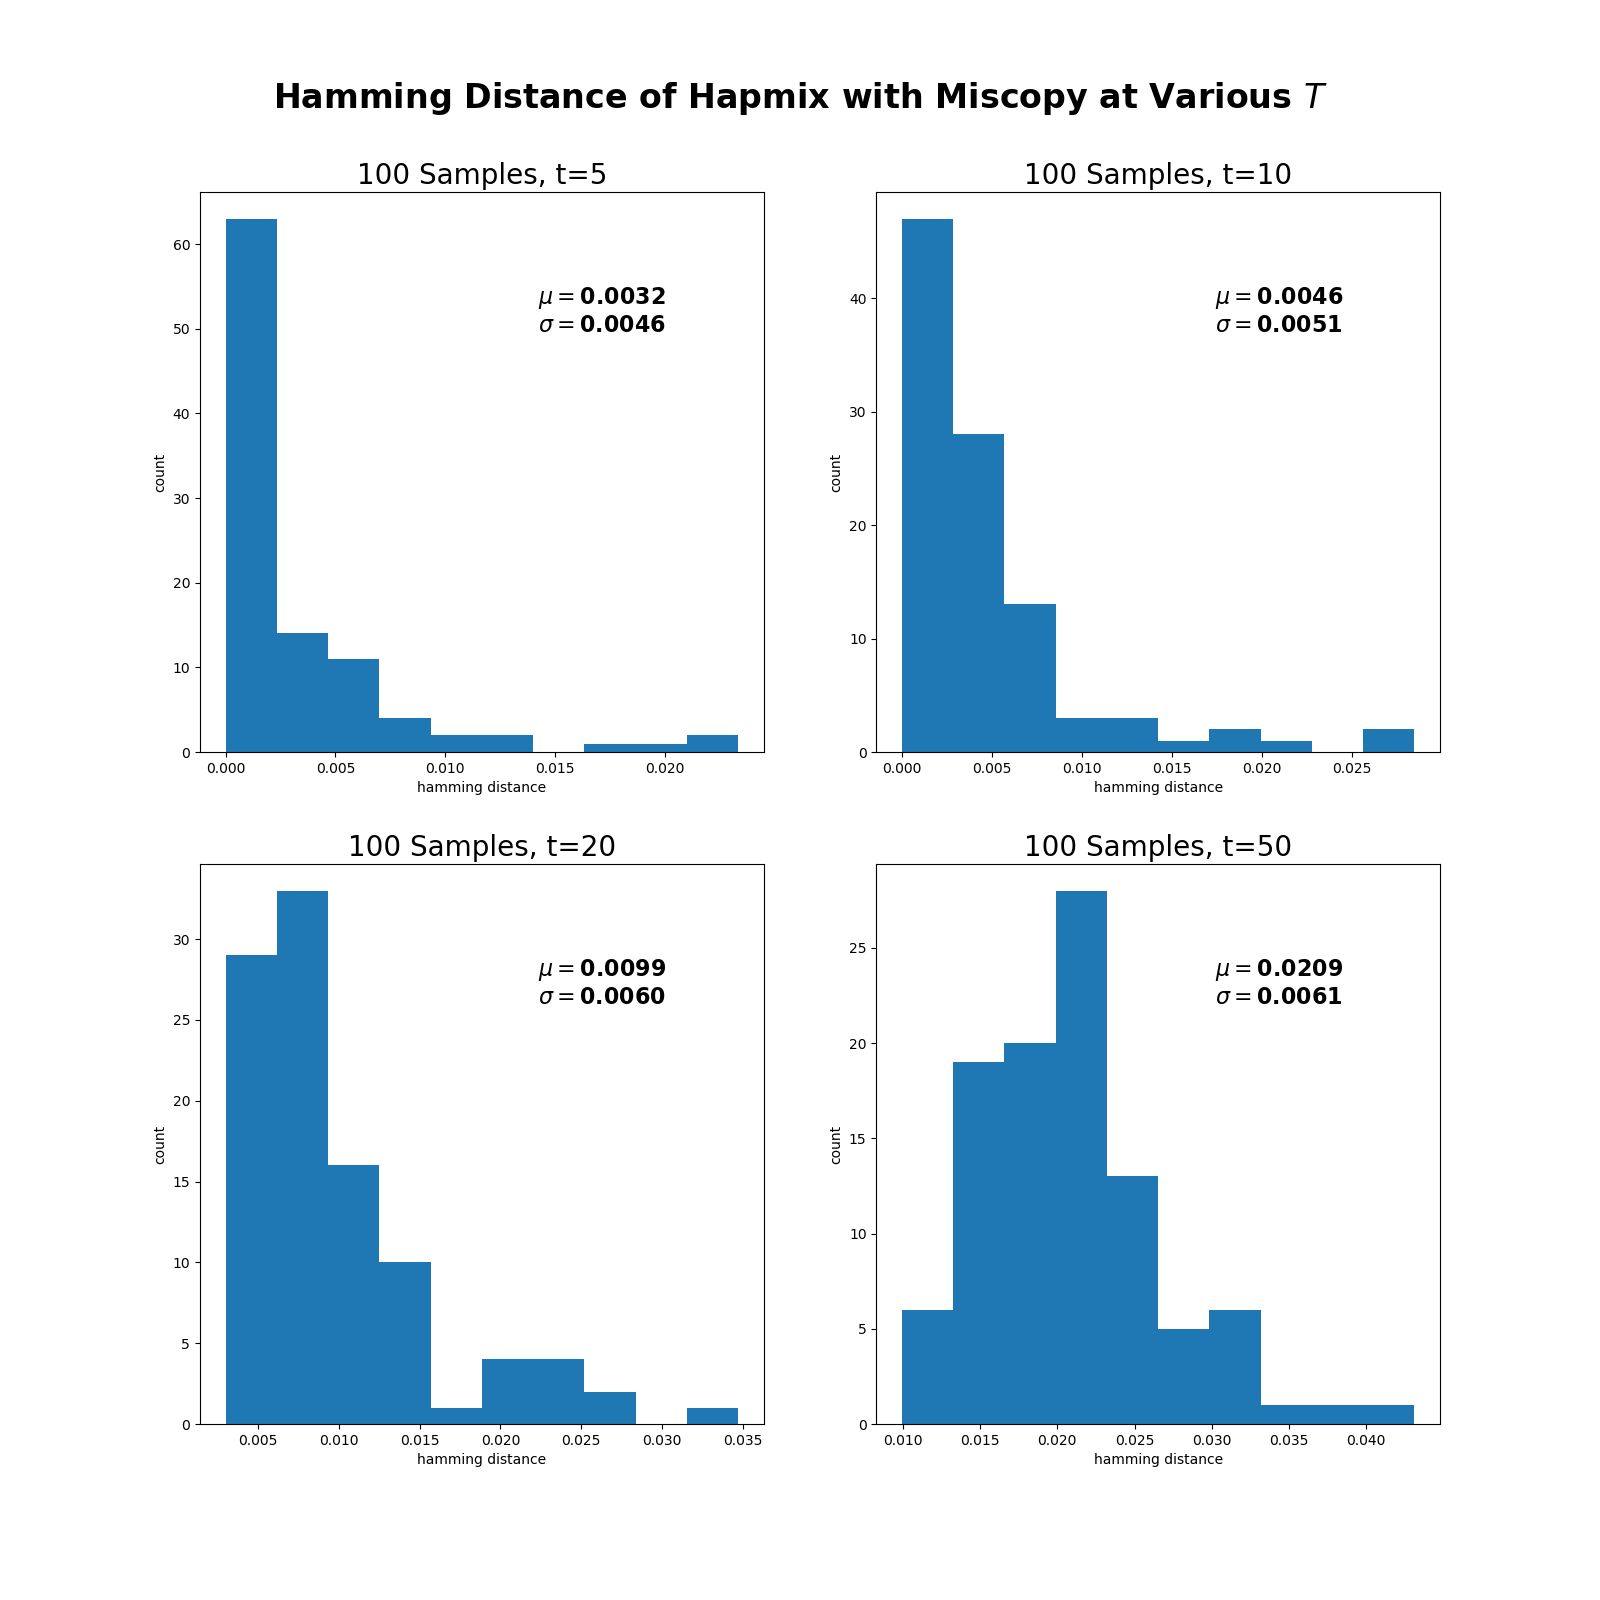 Hamming Distance of Hapmix with Miscopy at Various T
100 Samples, t=5
60
50
40
30
20
10
0
count
μ = 0.0032
σ = 0.0046
0.000 0.005 0.010 0.015 0.020
hamming distance
100 Samples, t=10
40
30
20
10
0
count
μ = 0.0046
σ = 0.0051
0.000 0.005 0.010 0.015 0.020 0.025
hamming distance
100 Samples, t=20
30
25
20
15
10
5
0
count
μ = 0.0099
σ = 0.0060
0.005 0.010 0.015 0.020 0.025 0.030 0.035
hamming distance
100 Samples, t=50
25
20
15
10
5
0
count
μ = 0.0209
σ = 0.0061
0.010 0.015 0.020 0.025 0.030 0.035 0.040
hamming distance